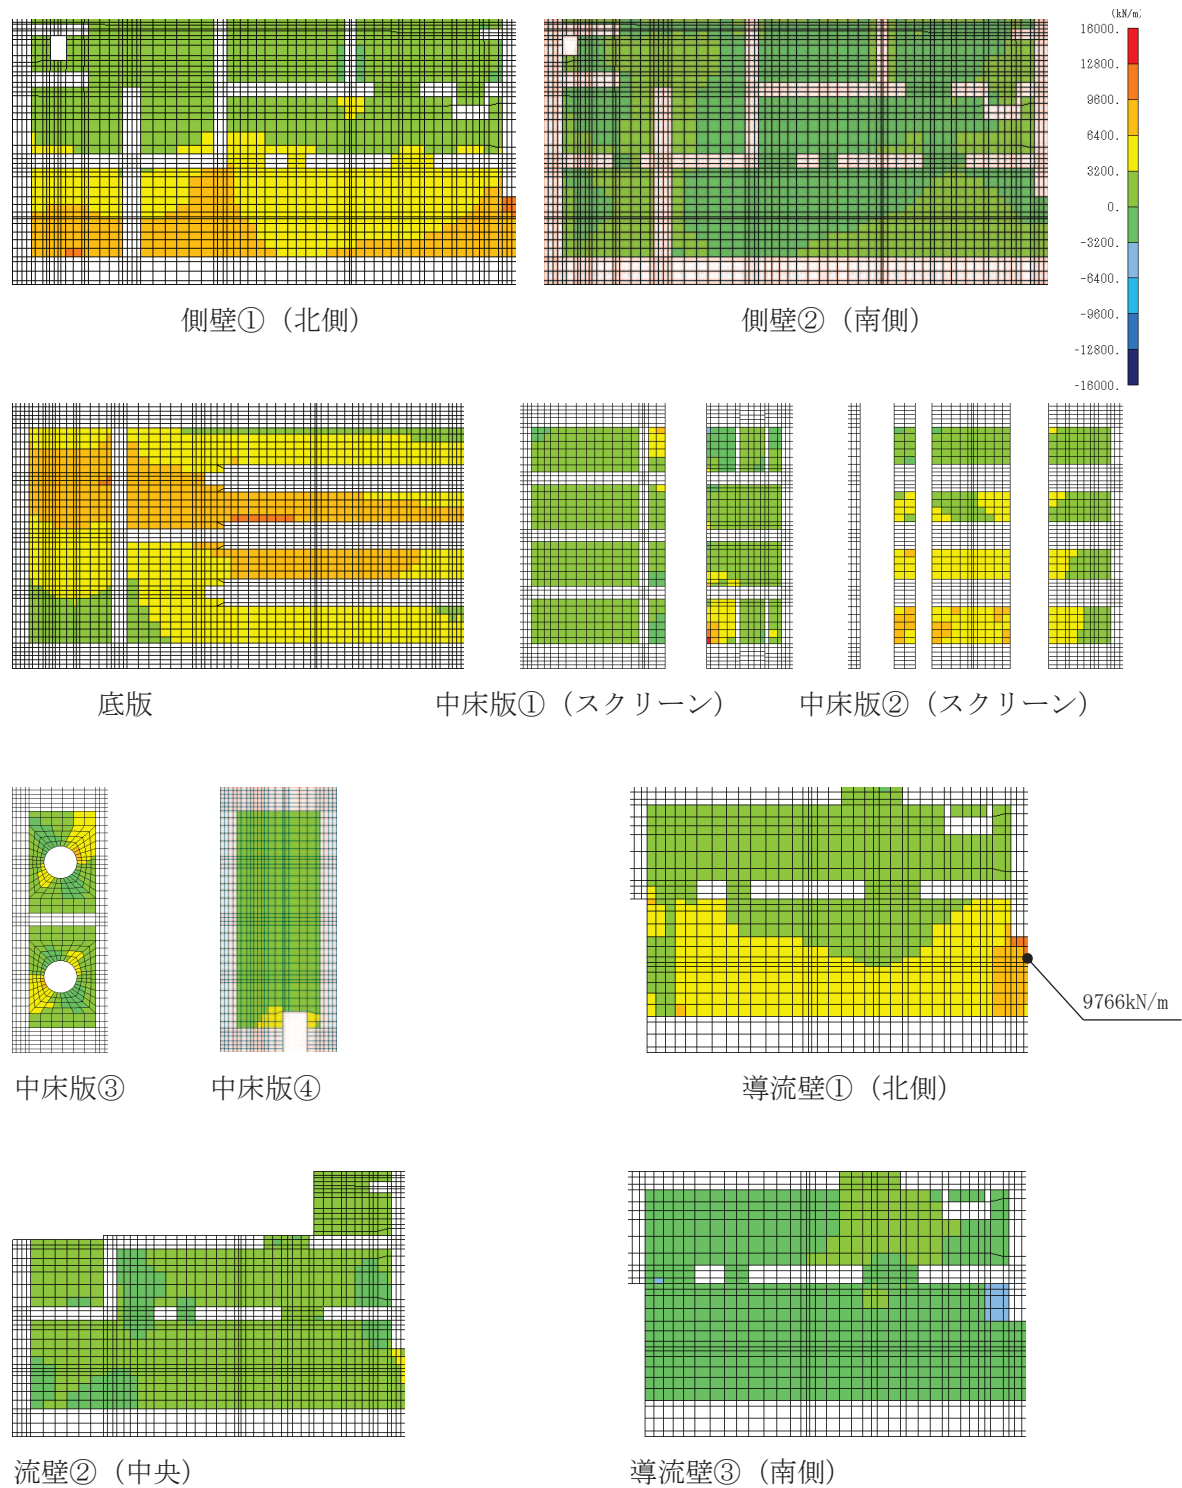 (kN/m)
16000.
12800.
9600.
6400.
3200.
0.
-3200.
-6400.
-9600.
-12800.
-16000.
側壁①（北側）
側壁②（南側）
底版
中床版①（スクリーン）
中床版②（スクリーン）
9766kN/m
中床版③
中床版④
導流壁①（北側）
流壁②（中央）
導流壁③（南側）